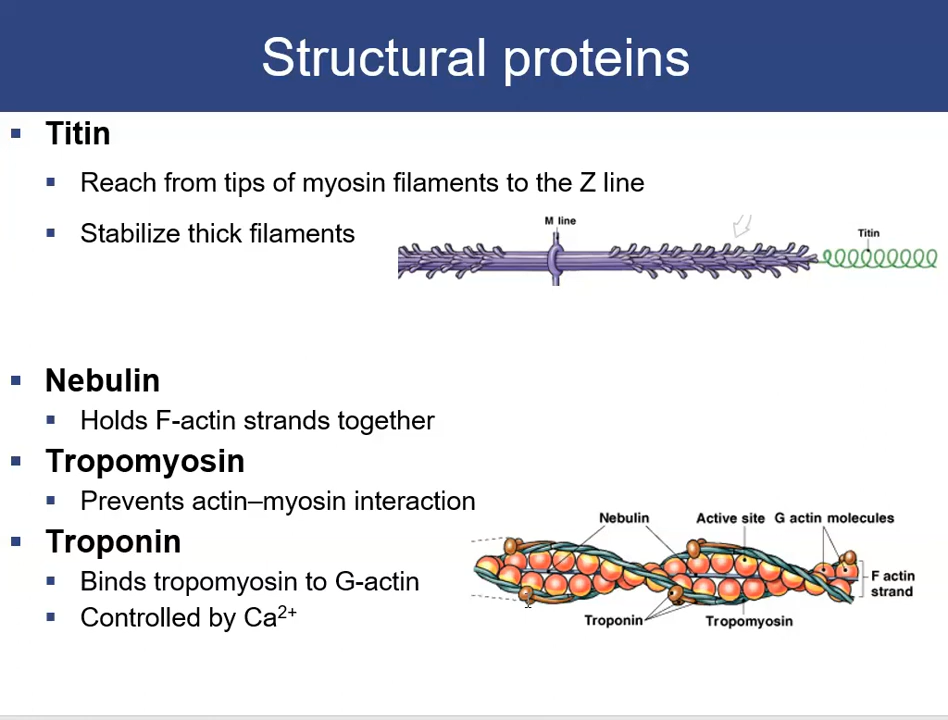 Structural proteins
Titin
Reach from tips of myosin filaments to the Z line
Stabilize thick filaments
M line
Titin
Nebulin
Holds F-actin strands together
Tropomyosin
Prevents actin–myosin interaction
Troponin
Binds tropomyosin to G-actin
Controlled by Ca²⁺
Nebulin
Active site
G actin molecules
F actin
strand
Troponin
Tropomyosin